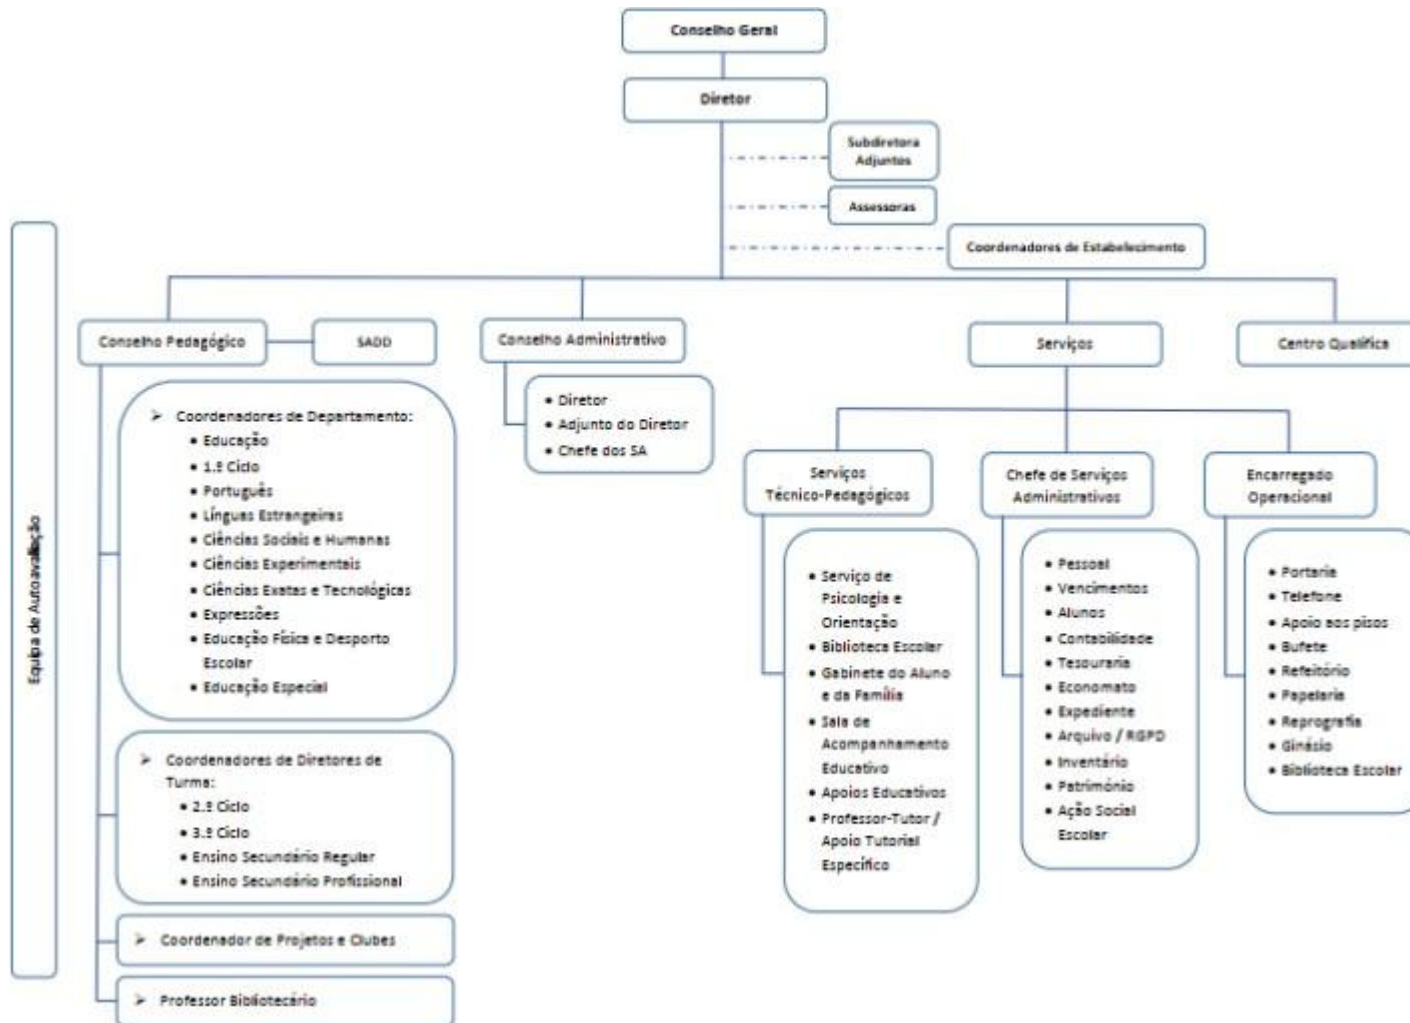 Conselho Geral
Diretor
Subdiretora
Adjuntos
Assessoras
Coordenadores de Estabelecimento
Equipa de Autoavaliação
Conselho Pedagógico
SADD
Conselho Administrativo
Serviços
Centro Qualifica
➢ Coordenadores de Departamento:
• Educação
• 1.º Ciclo
• Português
• Línguas Estrangeiras
• Ciências Sociais e Humanas
• Ciências Experimentais
• Ciências Exatas e Tecnológicas
• Expressões
• Educação Física e Desporto
Escolar
• Educação Especial
➢ Coordenadores de Diretores de
Turma:
• 2.º Ciclo
• 3.º Ciclo
• Ensino Secundário Regular
• Ensino Secundário Profissional
➢ Coordenador de Projetos e Clubes
➢ Professor Bibliotecário
• Diretor
• Adjunto do Diretor
• Chefe dos SA
Serviços
Técnico-Pedagógicos
• Serviço de
Psicologia e
Orientação
• Biblioteca Escolar
• Gabinete do Aluno
e da Família
• Sala de
Acompanhamento
Educativo
• Apoios Educativos
• Professor-Tutor /
Apoio Tutorial
Específico
Chefe de Serviços
Administrativos
• Pessoal
• Vencimentos
• Alunos
• Contabilidade
• Tesouraria
• Economato
• Expediente
• Arquivo / RGPD
• Inventário
• Património
• Ação Social
Escolar
Encarregado
Operacional
• Portaria
• Telefone
• Apoio aos pisos
• Bufete
• Refeitório
• Papelaria
• Reprografia
• Ginásio
• Biblioteca Escolar